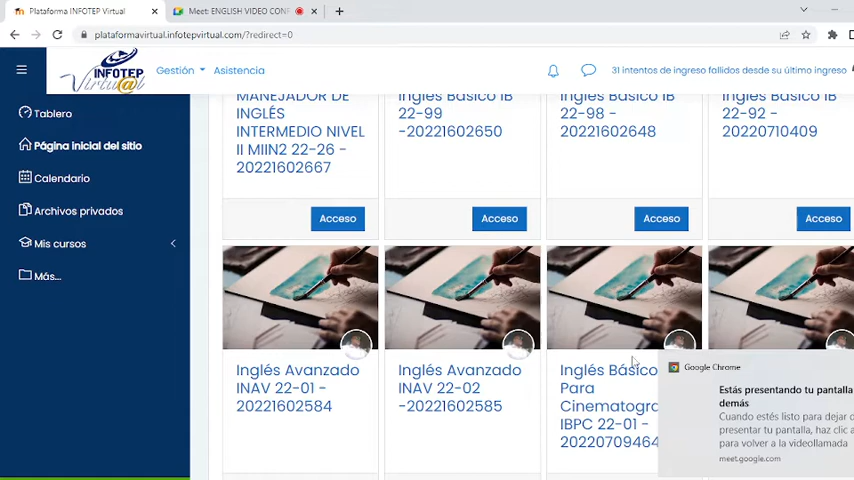 Plataforma INFOTEP Virtual
Meet: ENGLISH VIDEO CONF
plataformavirtual.infotepvirtual.com/?redirect=0
INFOTEP
Virtu@l
Gestión
Asistencia
31 intentos de ingreso fallidos desde su último ingreso
Tablero
Página inicial del sitio
Calendario
Archivos privados
Mis cursos
Más...
MANEJADOR DE
INGLÉS
INTERMEDIO NIVEL
II MIIN2 22-26 -
20221602667
Acceso
Inglés Básico IB
22-99
-20221602650
Acceso
Inglés Básico IB
22-98 -
20221602648
Acceso
Inglés Básico IB
22-92 -
20220710409
Acceso
Inglés Avanzado
INAV 22-01 -
20221602584
Inglés Avanzado
INAV 22-02
-20221602585
Inglés Básico
Para
Cinematogra
IBPC 22-01 -
20220709464
Google Chrome
Estás presentando tu pantalla
demás
Cuando estés listo para dejar d
presentar tu pantalla, haz clic a
para volver a la videollamada
meet.google.com